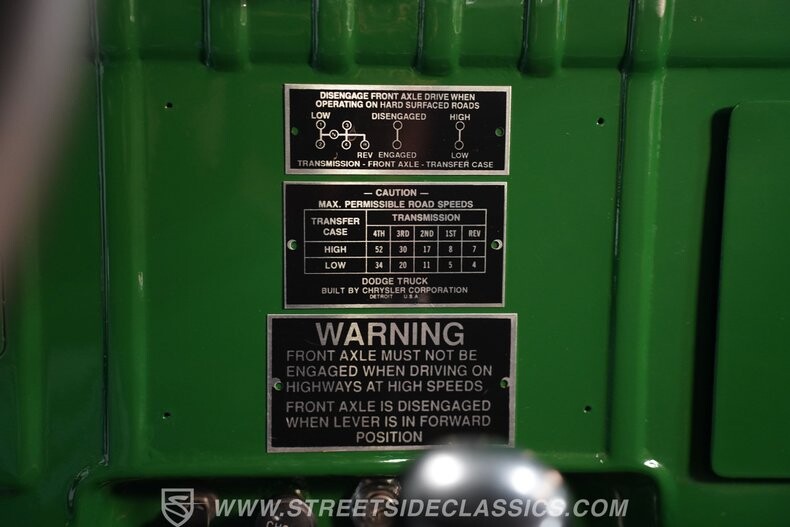 DISENGAGE FRONT AXLE DRIVE WHEN
OPERATING ON HARD SURFACED ROADS
LOW DISENGAGED HIGH
REV ENGAGED LOW
TRANSMISSION - FRONT AXLE - TRANSFER CASE
— CAUTION —
MAX. PERMISSIBLE ROAD SPEEDS
TRANSFER CASE TRANSMISSION
4TH 3RD 2ND 1ST REV
HIGH 52 30 17 8 7
LOW 34 20 11 5 4
DODGE TRUCK
BUILT BY CHRYSLER CORPORATION
DETROIT U.S.A.
WARNING
FRONT AXLE MUST NOT BE
ENGAGED WHEN DRIVING ON
HIGHWAYS AT HIGH SPEEDS
FRONT AXLE IS DISENGAGED
WHEN LEVER IS IN FORWARD
POSITION
WWW.STREETSIDECLASSICS.COM